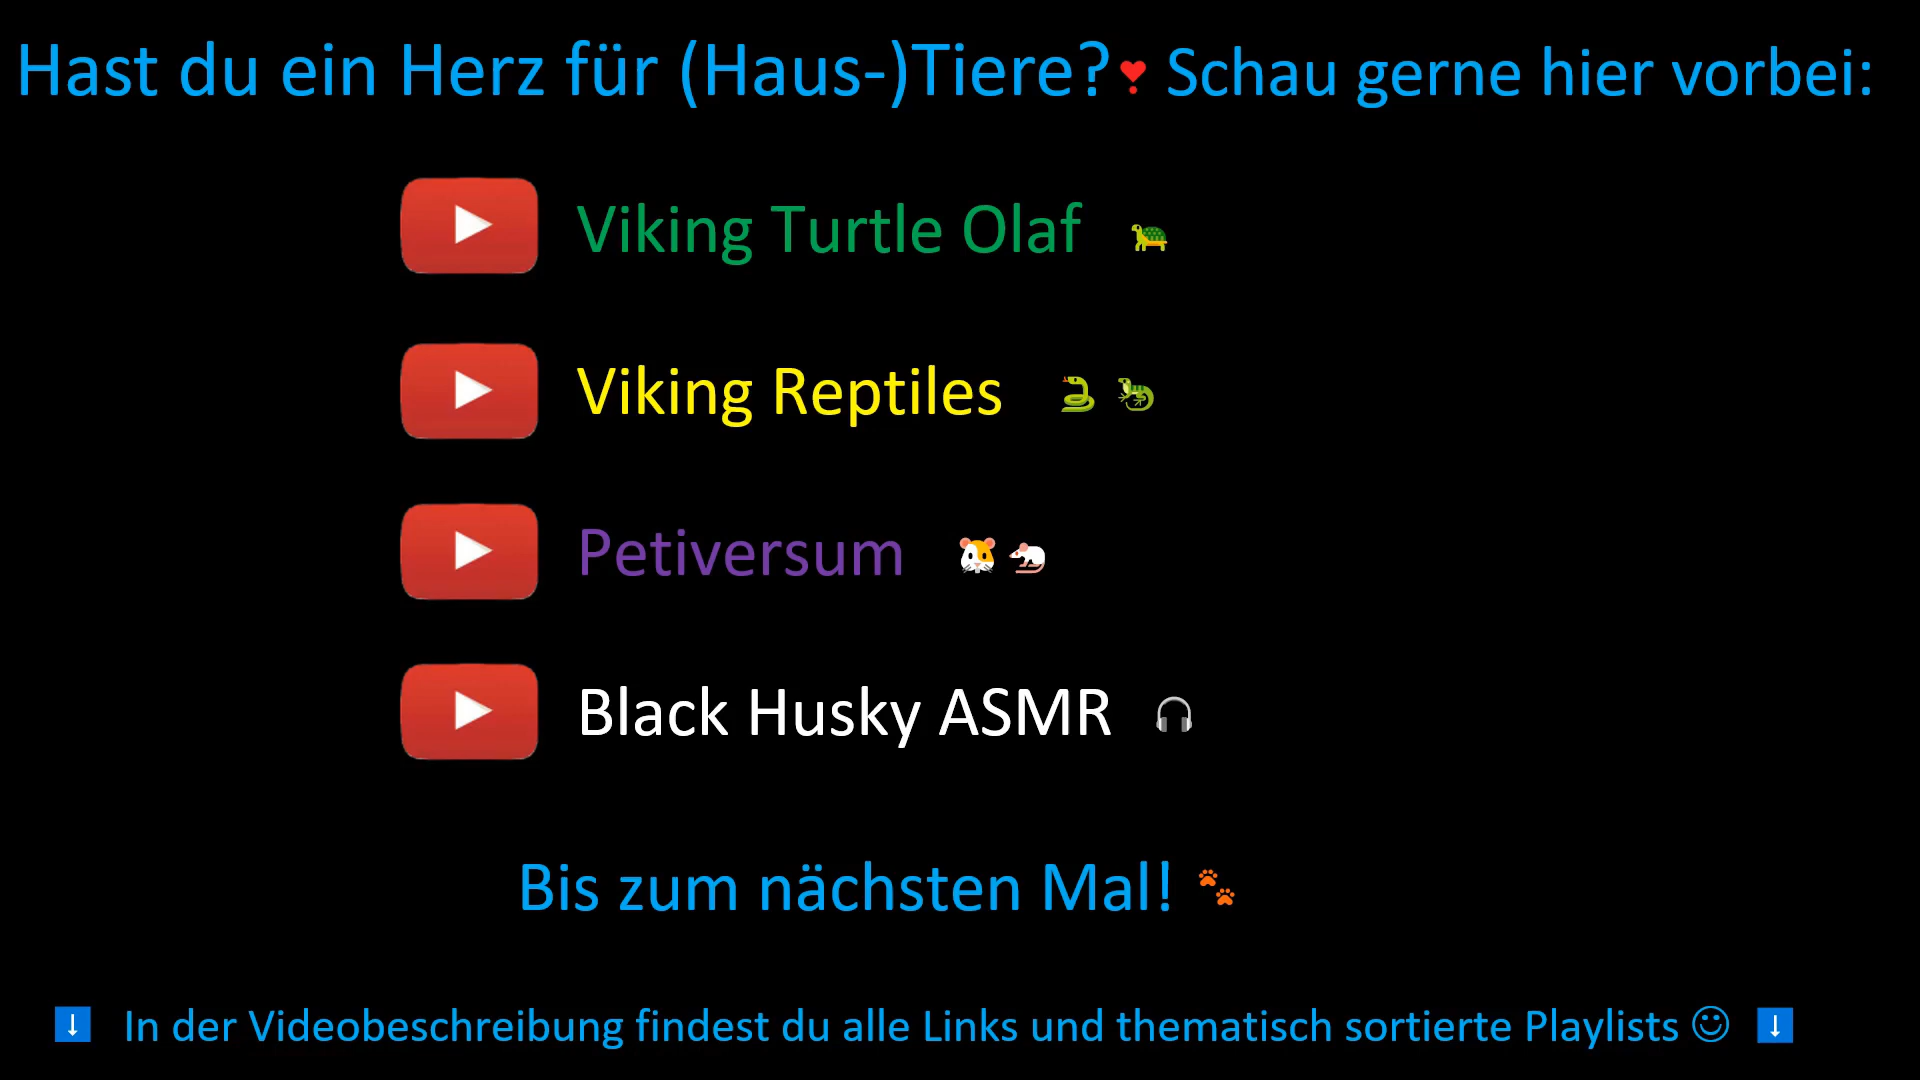 Hast du ein Herz für (Haus-)Tiere?❣ Schau gerne hier vorbei:
Viking Turtle Olaf 🐢
Viking Reptiles 🐍 🦎
Petiversum 🐹 🐁
Black Husky ASMR 🎧
Bis zum nächsten Mal! 🐾
⬇ In der Videobeschreibung findest du alle Links und thematisch sortierte Playlists ☺ ⬇